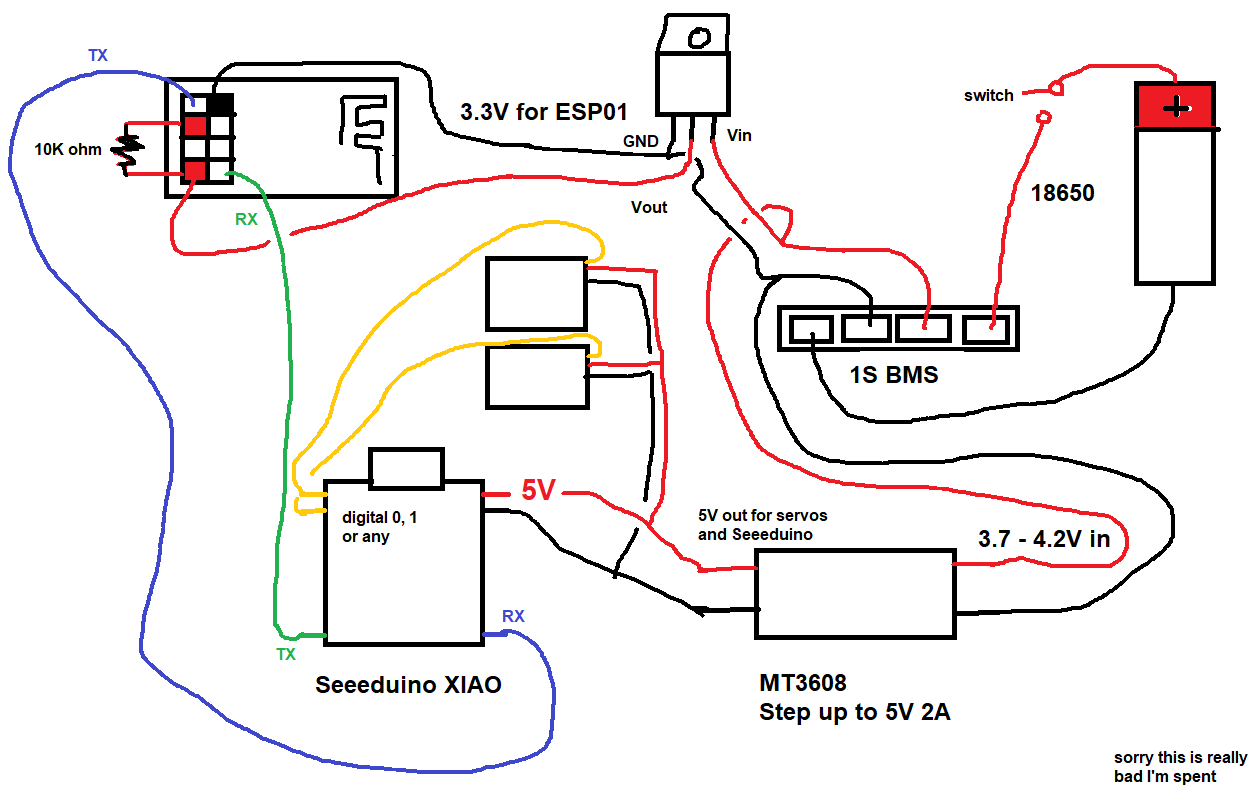 TX
switch
+
3.3V for ESP01
GND
Vin
10K ohm
18650
Vout
RX
1S BMS
5V
digital 0, 1
or any
5V out for servos
and Seeeduino
3.7 - 4.2V in
RX
TX
Seeeduino XIAO
MT3608
Step up to 5V 2A
sorry this is really
bad I'm spent